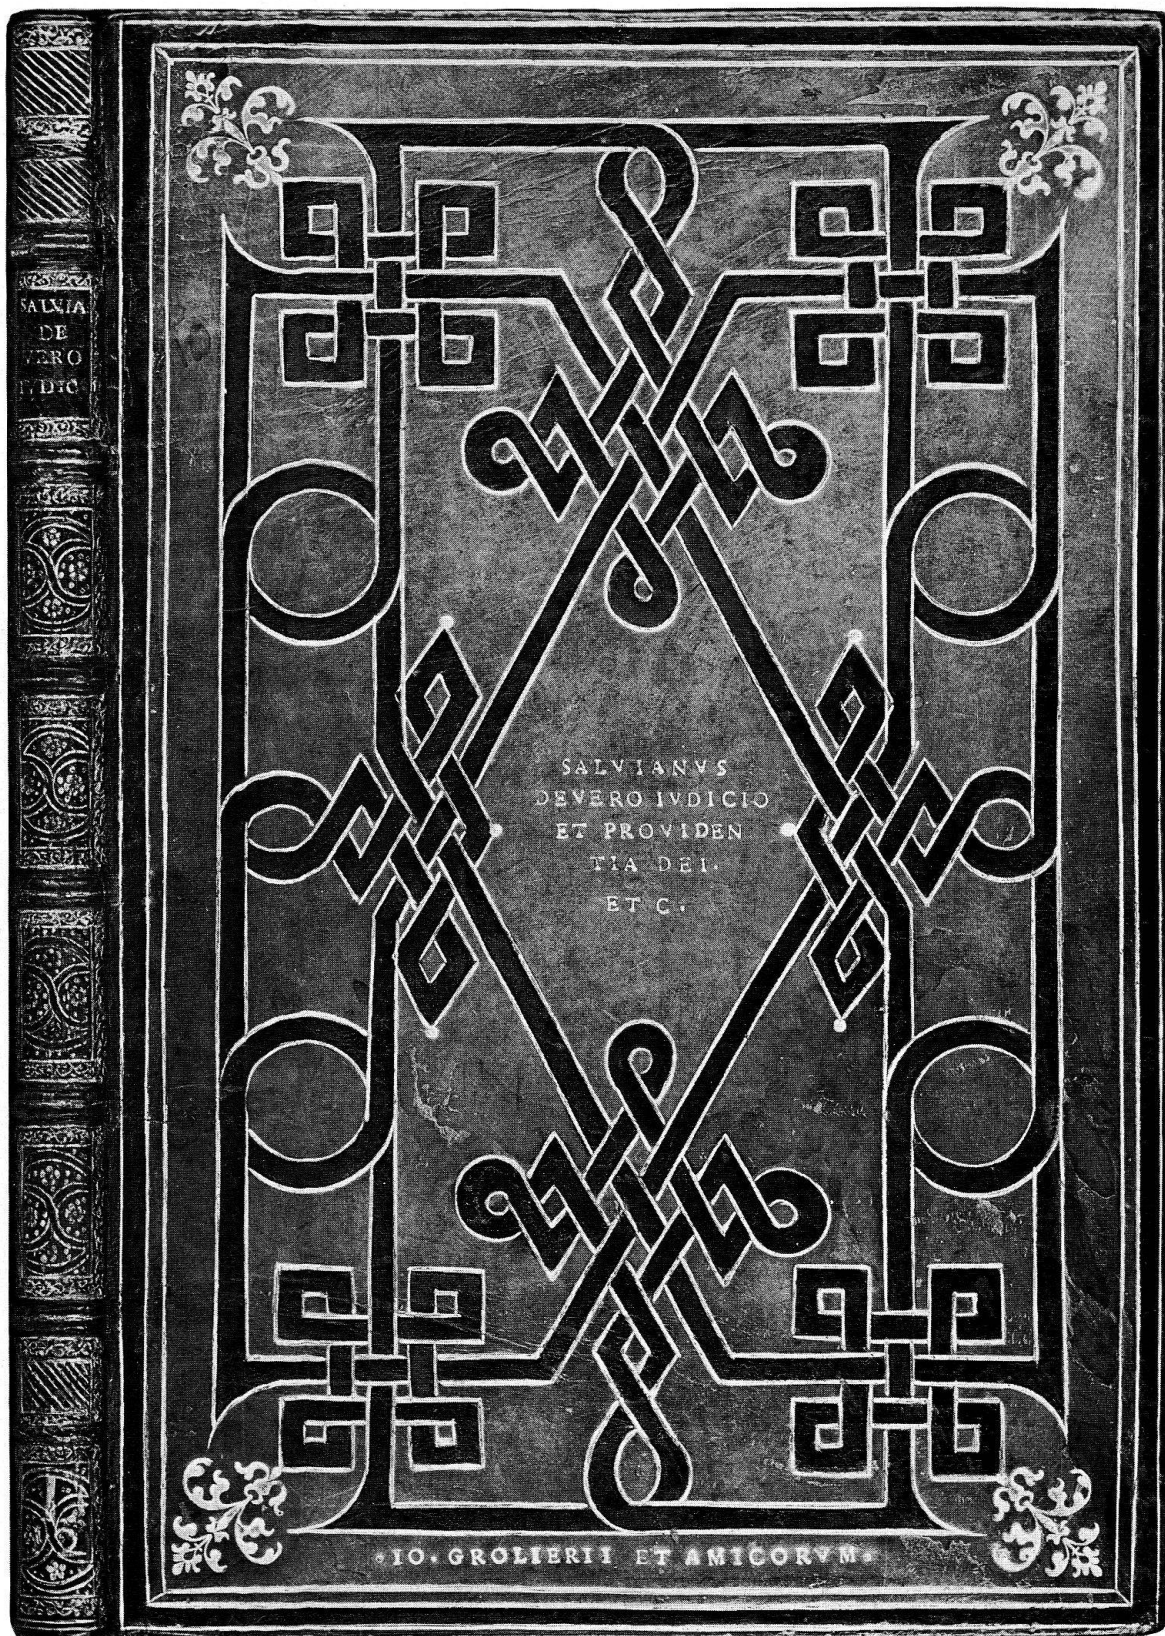 SALVIA
DE
VERO
IVDIC
SALVIANVS
DEVERO IVDICIO
ET PROVIDEN
TIA DEI.
ET C.
•IO. GROLIERII ET AMICORVM•